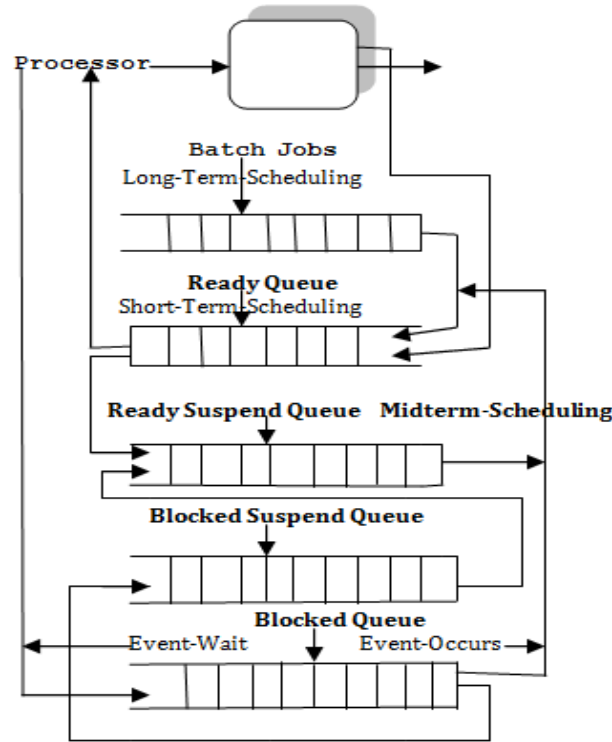 Processor
Batch Jobs
Long-Term-Scheduling
Ready Queue
Short-Term-Scheduling
Ready Suspend Queue Midterm-Scheduling
Blocked Suspend Queue
Blocked Queue
Event-Wait Event-Occurs